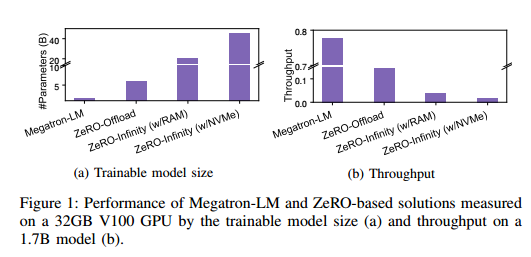 40
20
10
5
#Parameters (B)
Megatron-LM
ZeRO-Offload
ZeRO-Infinity (w/RAM)
ZeRO-Infinity (w/NVMe)
(a) Trainable model size
0.8
0.7
0.1
0.0
Throughput
Megatron-LM
ZeRO-Offload
ZeRO-Infinity (w/RAM)
ZeRO-Infinity (w/NVMe)
(b) Throughput
Figure 1: Performance of Megatron-LM and ZeRO-based solutions measured
on a 32GB V100 GPU by the trainable model size (a) and throughput on a
1.7B model (b).